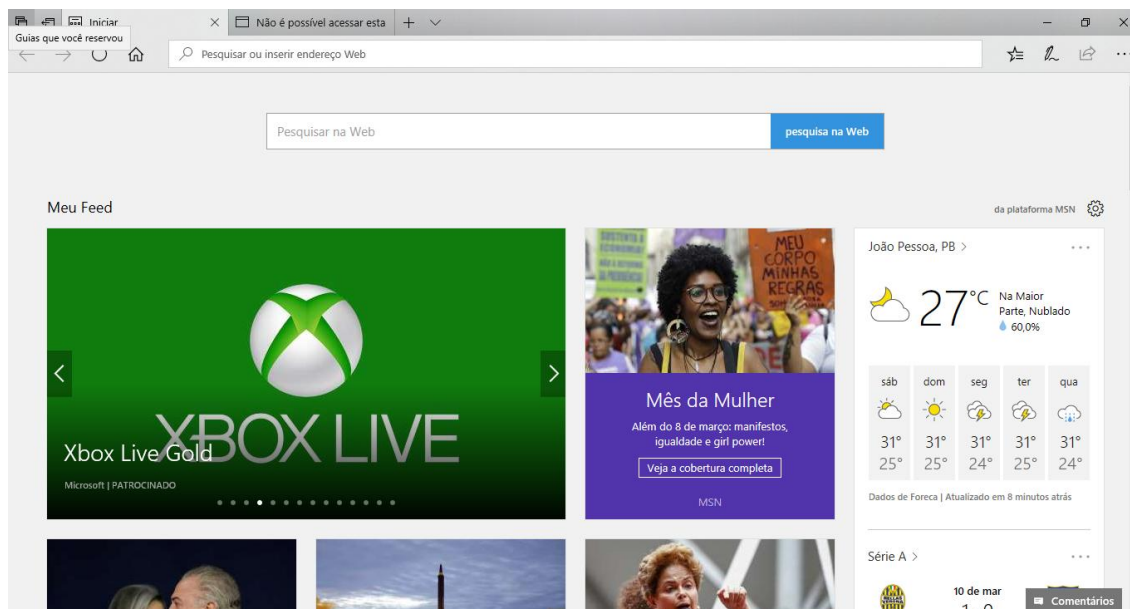 Iniciar
Não é possível acessar esta
Guias que você reservou
Pesquisar ou inserir endereço Web
Pesquisar na Web
pesquisa na Web
Meu Feed
da plataforma MSN
XBOX LIVE
Xbox Live Gold
Microsoft | PATROCINADO
MEU
CORPO
MINHAS
REGRAS
Mês da Mulher
Além do 8 de março: manifestos,
igualdade e girl power!
Veja a cobertura completa
MSN
João Pessoa, PB >
27°C
Na Maior
Parte, Nublado
60,0%
sáb dom seg ter qua
31° 31° 31° 31° 31°
25° 25° 24° 25° 24°
Dados de Foreca | Atualizado em 8 minutos atrás
Série A >
10 de mar
Comentários